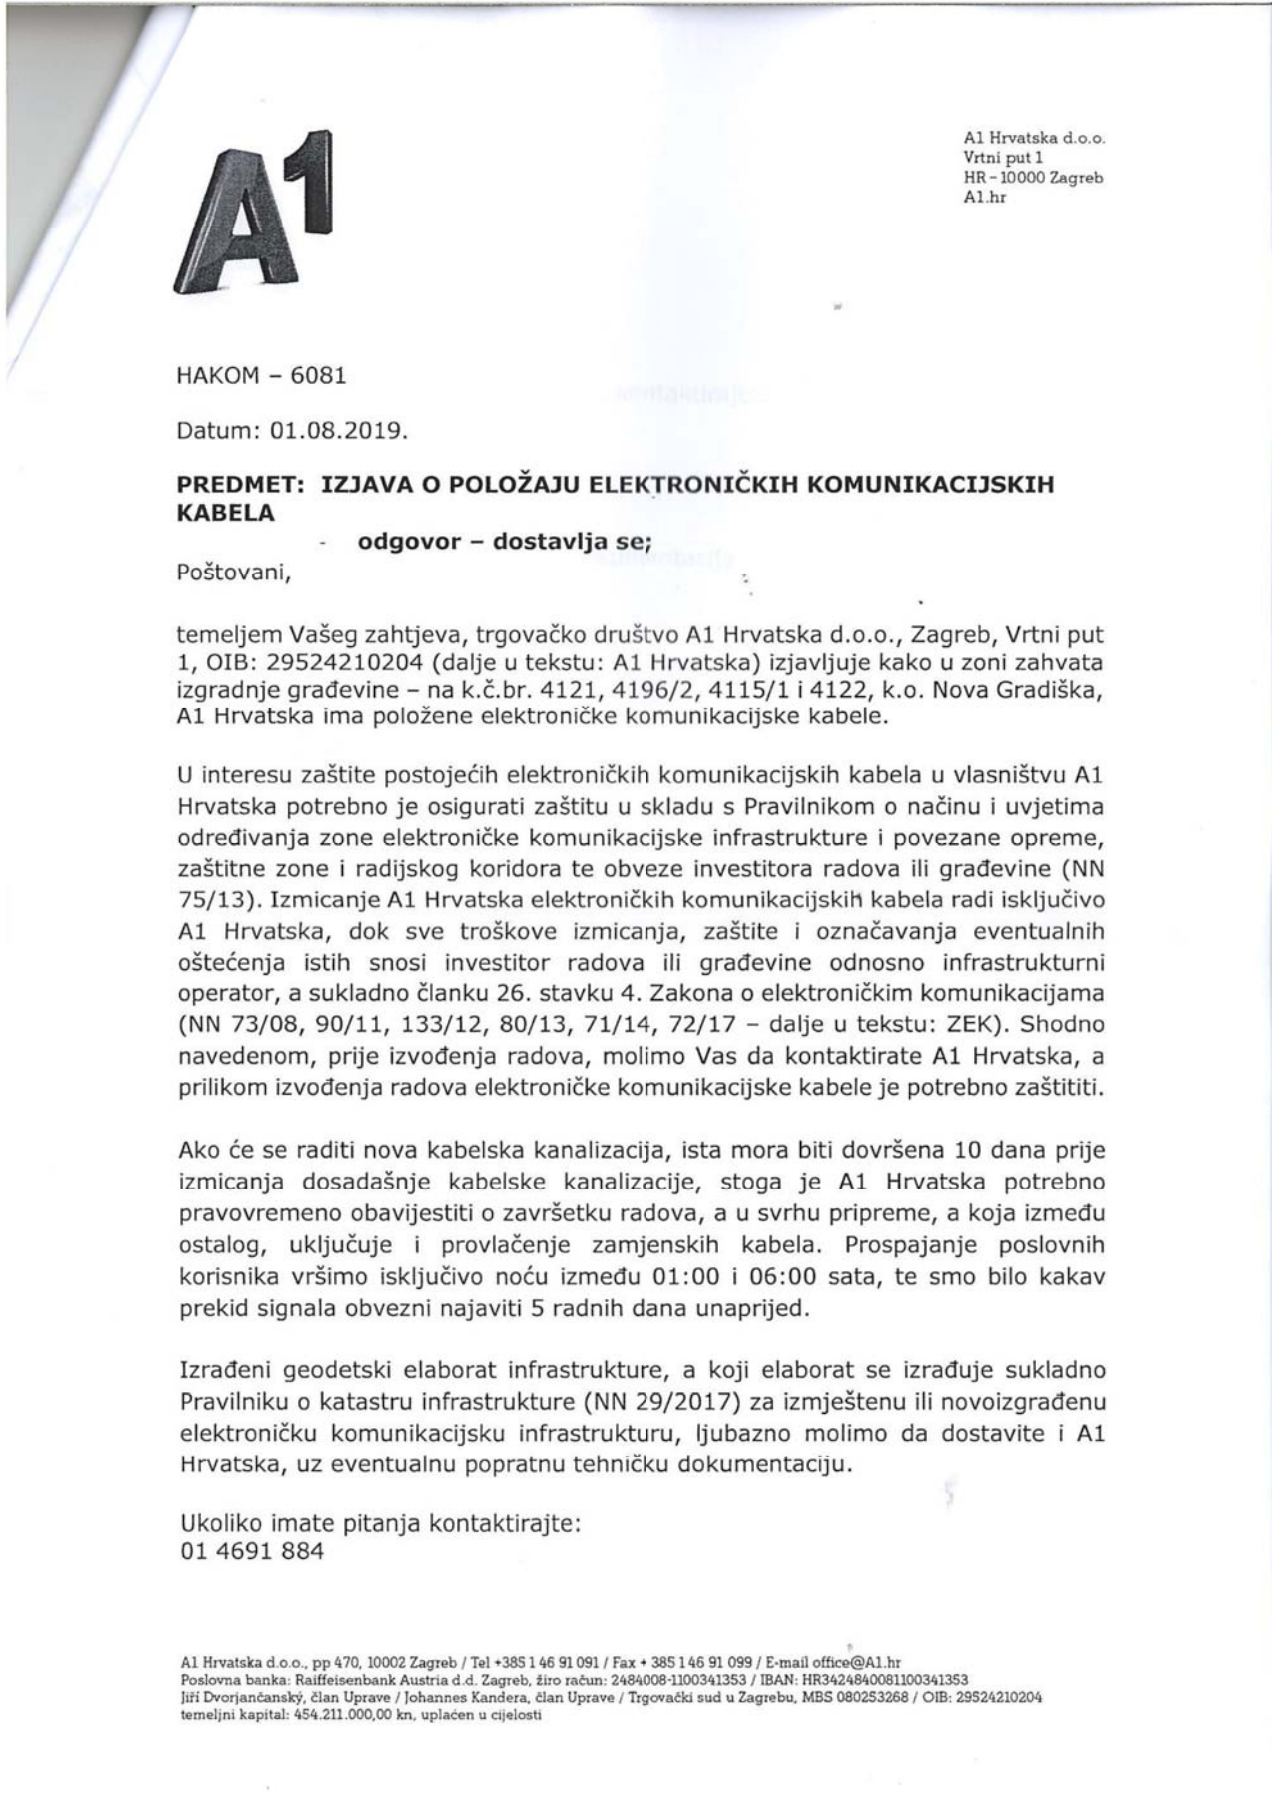 A1
A1 Hrvatska d.o.o.
Vrtni put 1
HR – 10000 Zagreb
A1.hr
HAKOM – 6081
Datum: 01.08.2019.
PREDMET: IZJAVA O POLOŽAJU ELEKTRONIČKIH KOMUNIKACIJSKIH
KABELA
- odgovor – dostavlja se;
Poštovani,
temeljem Vašeg zahtjeva, trgovačko društvo A1 Hrvatska d.o.o., Zagreb, Vrtni put
1, OIB: 29524210204 (dalje u tekstu: A1 Hrvatska) izjavljuje kako u zoni zahvata
izgradnje građevine – na k.č.br. 4121, 4196/2, 4115/1 i 4122, k.o. Nova Gradiška,
A1 Hrvatska ima položene elektroničke komunikacijske kabele.
U interesu zaštite postojećih elektroničkih komunikacijskih kabela u vlasništvu A1
Hrvatska potrebno je osigurati zaštitu u skladu s Pravilnikom o načinu i uvjetima
određivanja zone elektroničke komunikacijske infrastrukture i povezane opreme,
zaštitne zone i radijskog koridora te obveze investitora radova ili građevine (NN
75/13). Izmicanje A1 Hrvatska elektroničkih komunikacijskih kabela radi isključivo
A1 Hrvatska, dok sve troškove izmicanja, zaštite i označavanja eventualnih
oštećenja istih snosi investitor radova ili građevine odnosno infrastrukturni
operator, a sukladno članku 26. stavku 4. Zakona o elektroničkim komunikacijama
(NN 73/08, 90/11, 133/12, 80/13, 71/14, 72/17 – dalje u tekstu: ZEK). Shodno
navedenom, prije izvođenja radova, molimo Vas da kontaktirate A1 Hrvatska, a
prilikom izvođenja radova elektroničke komunikacijske kabele je potrebno zaštititi.
Ako će se raditi nova kabelska kanalizacija, ista mora biti dovršena 10 dana prije
izmicanja dosadašnje kabelske kanalizacije, stoga je A1 Hrvatska potrebno
pravovremeno obavijestiti o završetku radova, a u svrhu pripreme, a koja između
ostalog, uključuje i provlačenje zamjenskih kabela. Prospajanje poslovnih
korisnika vršimo isključivo noću između 01:00 i 06:00 sata, te smo bilo kakav
prekid signala obvezni najaviti 5 radnih dana unaprijed.
Izrađeni geodetski elaborat infrastrukture, a koji elaborat se izrađuje sukladno
Pravilniku o katastru infrastrukture (NN 29/2017) za izmještenu ili novoizgrađenu
elektroničku komunikacijsku infrastrukturu, ljubazno molimo da dostavite i A1
Hrvatska, uz eventualnu popratnu tehničku dokumentaciju.
Ukoliko imate pitanja kontaktirajte:
01 4691 884
A1 Hrvatska d.o.o., pp 470, 10002 Zagreb / Tel +385 1 46 91 091 / Fax + 385 1 46 91 099 / E-mail office@A1.hr
Poslovna banka: Raiffeisenbank Austria d.d. Zagreb, žiro račun: 2484008-1100341353 / IBAN: HR3424840081100341353
Jiří Dvorjančanský, član Uprave / Johannes Kandera, član Uprave / Trgovački sud u Zagrebu, MBS 080253268 / OIB: 29524210204
temeljni kapital: 454.211.000,00 kn, uplaćen u cijelosti